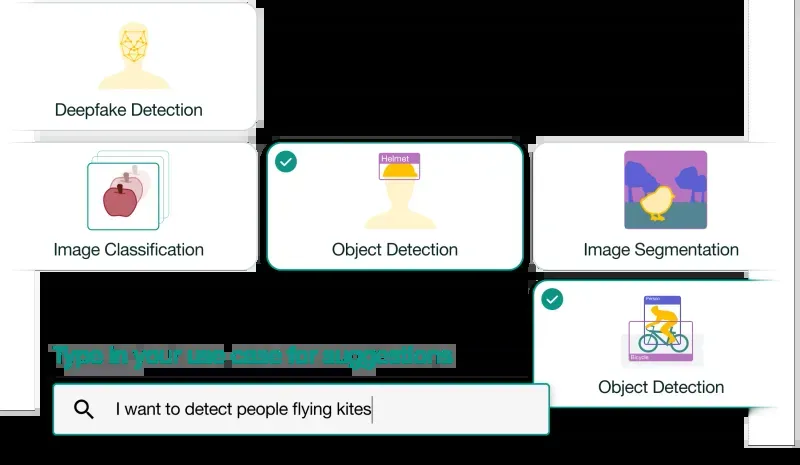 Deepfake Detection
Helmet
Image Classification
Object Detection
Image Segmentation
Person
Bicycle
Object Detection
Type in your use-case for suggestions
I want to detect people flying kites